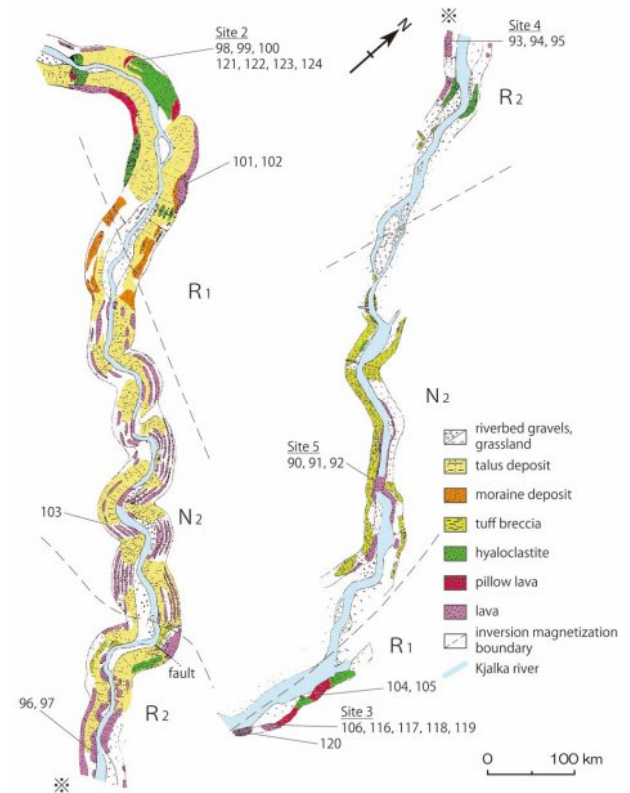 Site 2
98, 99, 100
121, 122, 123, 124
N
※
Site 4
93, 94, 95
R2
101, 102
R1
N2
103
fault
R2
96, 97
※
N2
Site 5
90, 91, 92
R1
104, 105
Site 3
106, 116, 117, 118, 119
120
riverbed gravels,
grassland
talus deposit
moraine deposit
tuff breccia
hyaloclastite
pillow lava
lava
inversion magnetization
boundary
Kjalka river
0 100 km